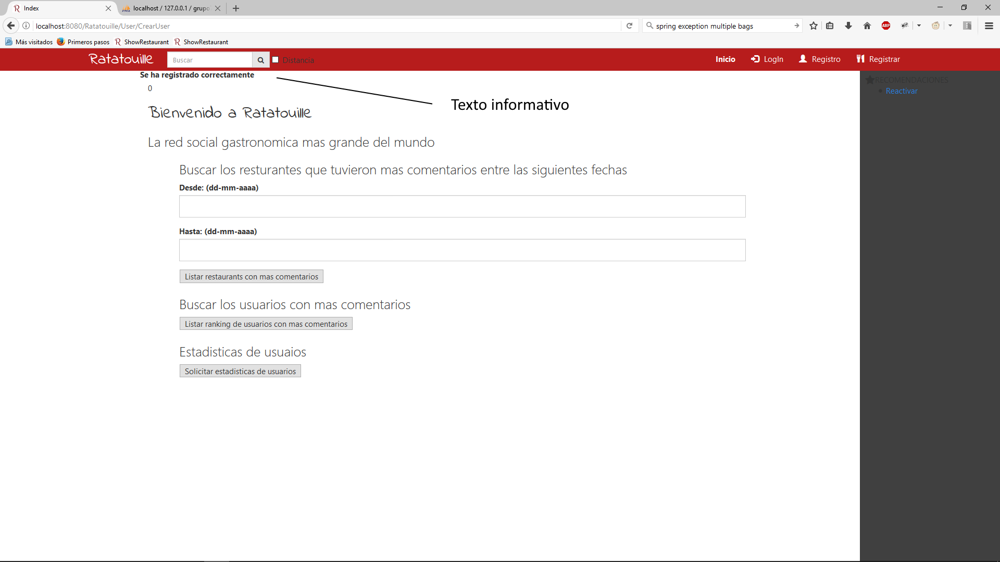 Index
localhost / 127.0.0.1 / grupo
localhost:8080/Ratatouille/User/CrearUser
spring exception multiple bags
ABP
Más visitados
Primeros pasos
ShowRestaurant
ShowRestaurant
Ratatouille
Buscar
Distancia
Inicio
LogIn
Registro
Registrar
Se ha registrado correctamente
RECOMENDACIONES
0
Reactivar
Texto informativo
Bienvenido a Ratatouille
La red social gastronomica mas grande del mundo
Buscar los resturantes que tuvieron mas comentarios entre las siguientes fechas
Desde: (dd-mm-aaaa)
Hasta: (dd-mm-aaaa)
Listar restaurants con mas comentarios
Buscar los usuarios con mas comentarios
Listar ranking de usuarios con mas comentarios
Estadisticas de usuaios
Solicitar estadisticas de usuarios